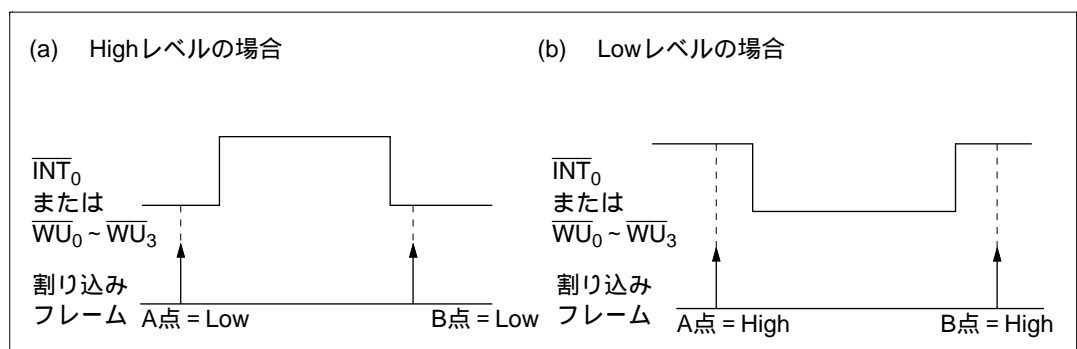 (a) Highレベルの場合
INT0
または
WU0 ~ WU3
割り込み
フレーム
A点 = Low
B点 = Low
(b) Lowレベルの場合
INT0
または
WU0 ~ WU3
割り込み
フレーム
A点 = High
B点 = High